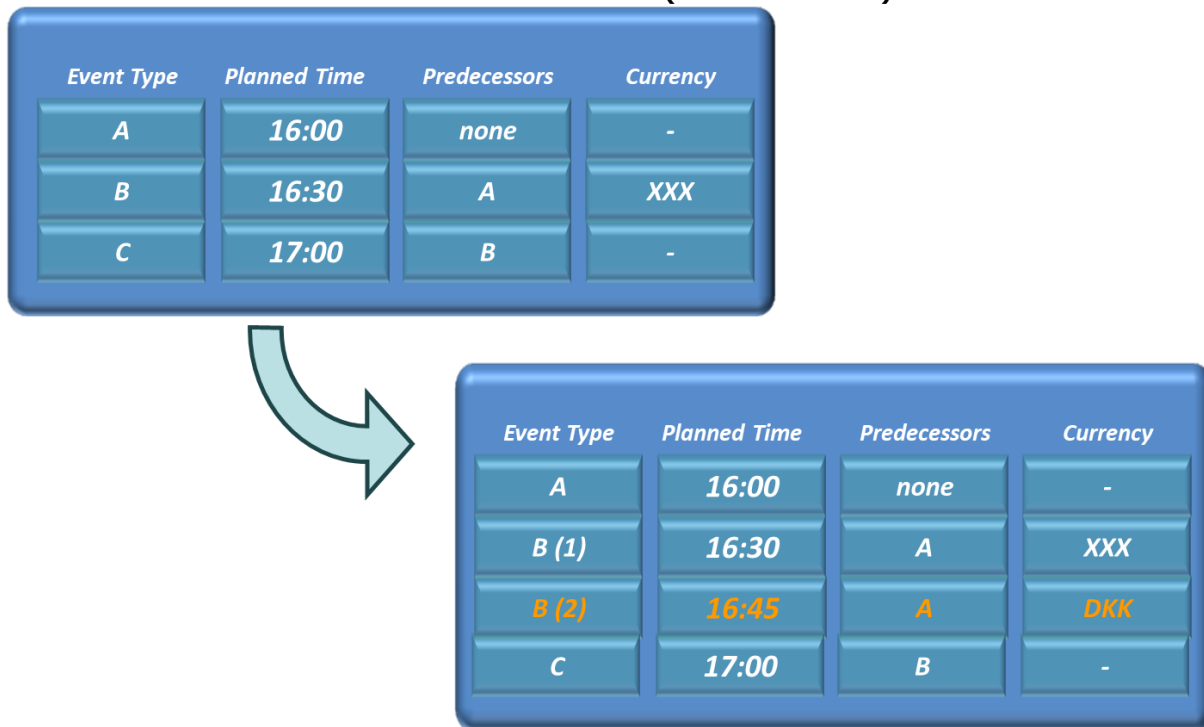 Event Type Planned Time Predecessors Currency
A 16:00 none -
B 16:30 A XXX
C 17:00 B -
Event Type Planned Time Predecessors Currency
A 16:00 none -
B (1) 16:30 A XXX
B (2) 16:45 A DKK
C 17:00 B -